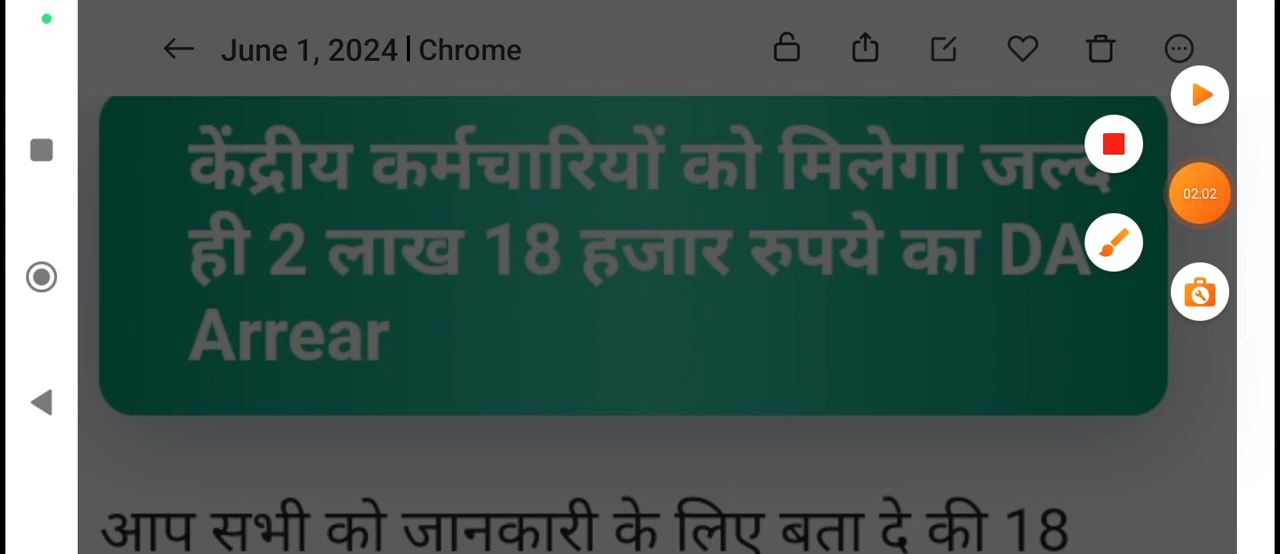 June 1, 2024 | Chrome
केंद्रीय कर्मचारियों को मिलेगा जल्द
ही 2 लाख 18 हजार रुपये का DA
Arrear
02:02
आप सभी को जानकारी के लिए बता दे की 18